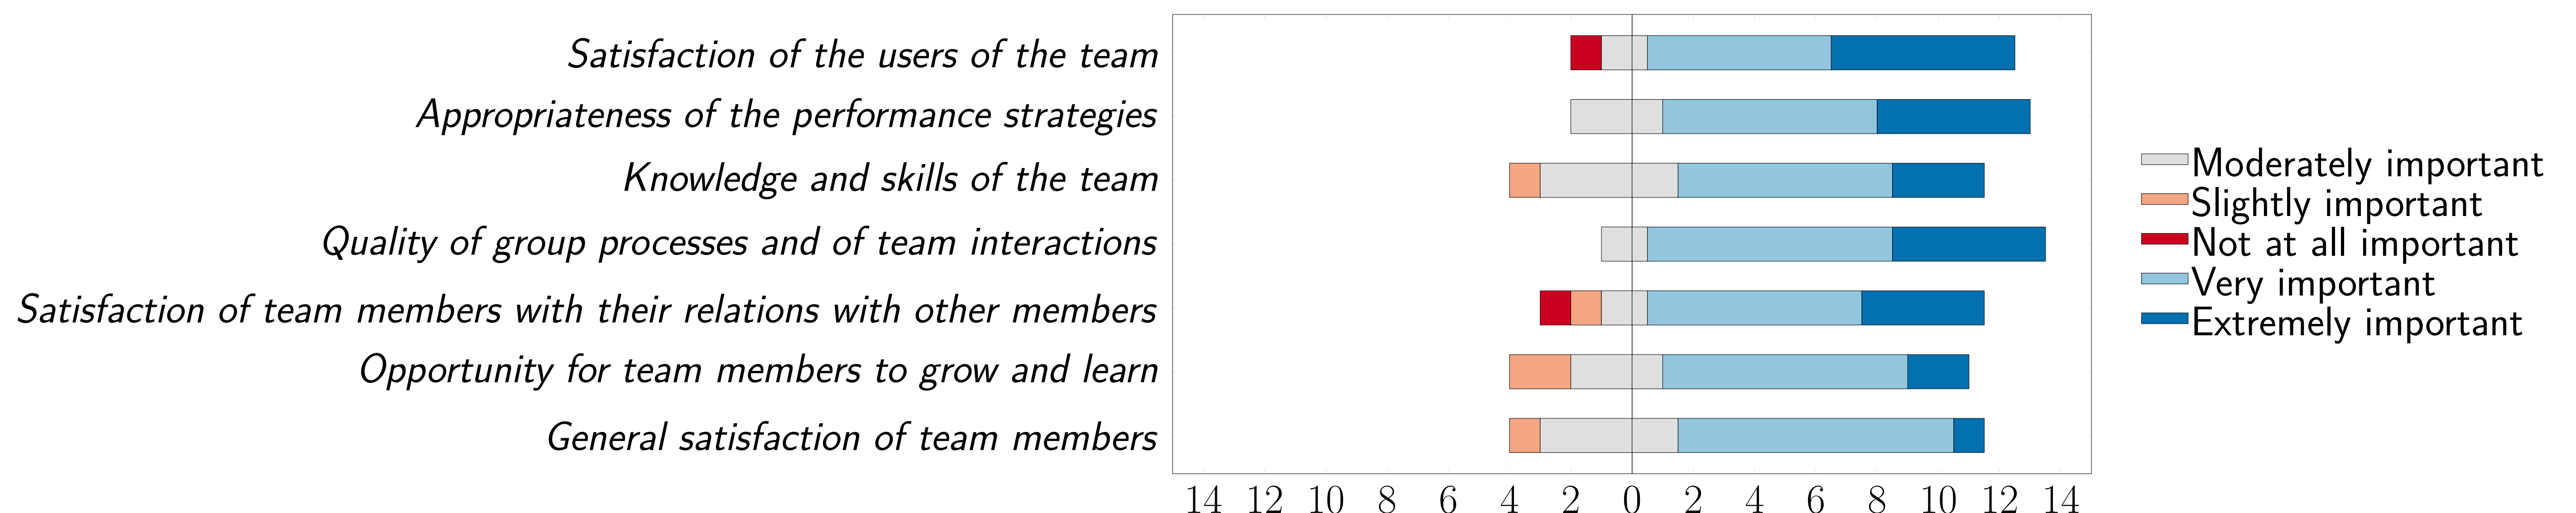 Satisfaction of the users of the team
Appropriateness of the performance strategies
Knowledge and skills of the team
Quality of group processes and of team interactions
Satisfaction of team members with their relations with other members
Opportunity for team members to grow and learn
General satisfaction of team members
14 12 10 8 6 4 2 0 2 4 6 8 10 12 14
Moderately important
Slightly important
Not at all important
Very important
Extremely important